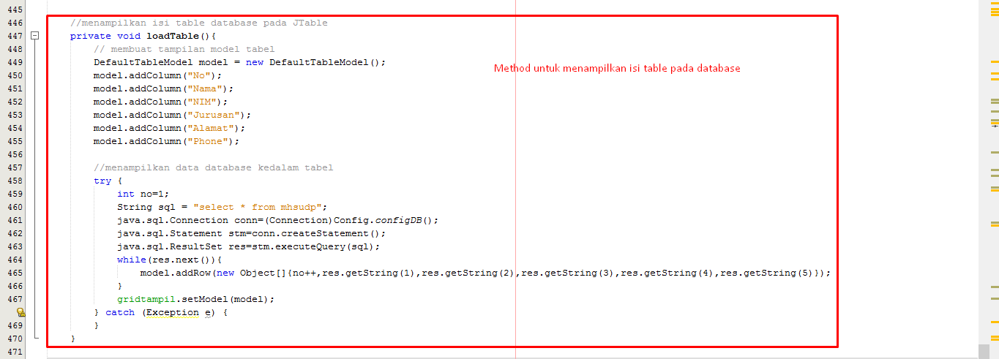 445
446 //menampilkan isi table database pada JTable
447 private void loadTable(){
448 // membuat tampilan model tabel
449 DefaultTableModel model = new DefaultTableModel();
Method untuk menampilkan isi table pada database
450 model.addColumn("No");
451 model.addColumn("Nama");
452 model.addColumn("NIM");
453 model.addColumn("Jurusan");
454 model.addColumn("Alamat");
455 model.addColumn("Phone");
456
457 //menampilkan data database kedalam tabel
458 try {
459 int no=1;
460 String sql = "select * from mhsudp";
461 java.sql.Connection conn=(Connection)Config.configDB();
462 java.sql.Statement stm=conn.createStatement();
463 java.sql.ResultSet res=stm.executeQuery(sql);
464 while(res.next()){
465 model.addRow(new Object[]{no++,res.getString(1),res.getString(2),res.getString(3),res.getString(4),res.getString(5)});
466 }
467 gridtampil.setModel(model);
} catch (Exception e) {
469 }
470 }
471